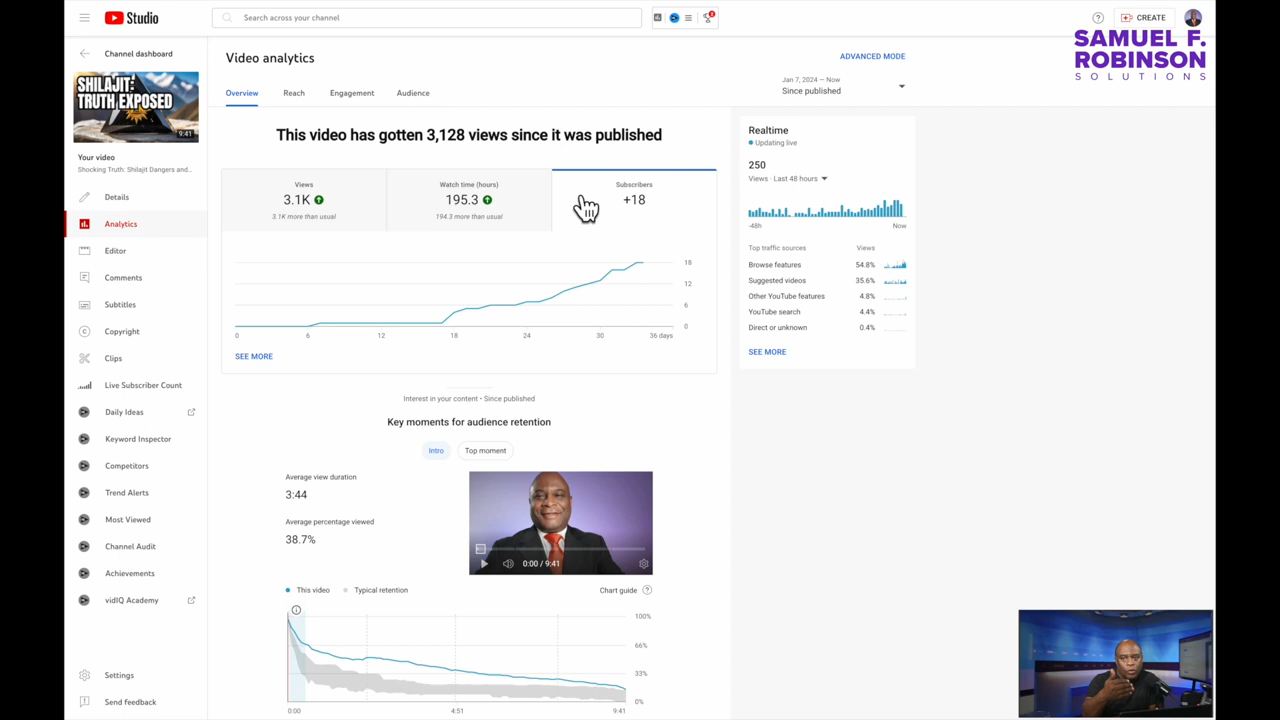 Studio
Search across your channel
2
?
CREATE
SAMUEL F.
ROBINSON
SOLUTIONS
Channel dashboard
SHILAJIT:
TRUTH EXPOSED
9:41
Your video
Shocking Truth: Shilajit Dangers and...
Details
Analytics
Editor
Comments
Subtitles
Copyright
Clips
Live Subscriber Count
Daily Ideas
Keyword Inspector
Competitors
Trend Alerts
Most Viewed
Channel Audit
Achievements
vidIQ Academy
Settings
Send feedback
Video analytics
ADVANCED MODE
Overview
Reach
Engagement
Audience
Jan 7, 2024 — Now
Since published
This video has gotten 3,128 views since it was published
Views
3.1K
3.1K more than usual
Watch time (hours)
195.3
194.3 more than usual
Subscribers
+18
18
12
6
0
0 6 12 18 24 30 36 days
SEE MORE
Interest in your content • Since published
Key moments for audience retention
Intro
Top moment
Average view duration
3:44
Average percentage viewed
38.7%
0:00 / 9:41
This video
Typical retention
Chart guide ?
100%
66%
33%
0%
0:00 4:51 9:41
Realtime
Updating live
250
Views · Last 48 hours
-48h Now
Top traffic sources Views
Browse features 54.8%
Suggested videos 35.6%
Other YouTube features 4.8%
YouTube search 4.4%
Direct or unknown 0.4%
SEE MORE